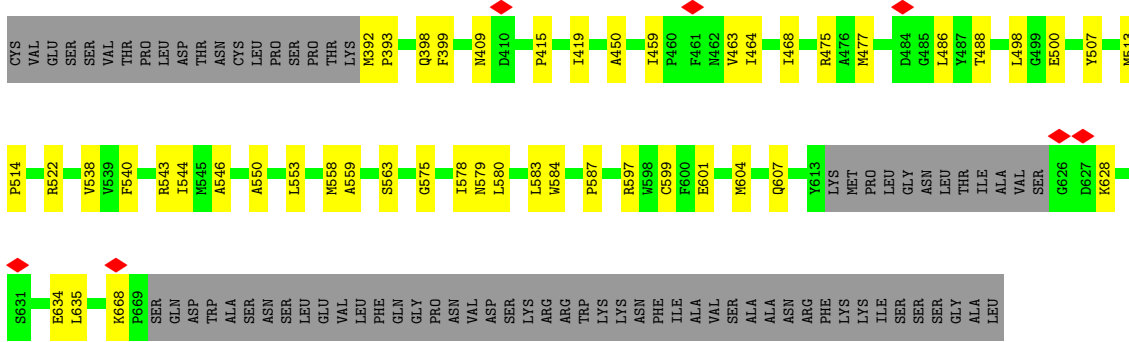 CYS VAL GLU SER SER VAL THR PRO LEU ASP THR ASN CYS LEU PRO SER PRO THR LYS M392 P393 Q398 F399 N409 D410 P415 I419 A450 I459 P460 F461 N462 V463 I464 I468 R475 A476 M477 D484 G485 L486 Y487 T488 L498 G499 E500 Y507 M513
P514 R522 V538 V539 F540 R543 I544 M545 A546 A550 L553 M558 A559 S563 G575 I578 N579 L580 L583 W584 P587 R597 W598 C599 F600 E601 M604 Q607 Y613 LYS MET PRO LEU GLY ASN LEU THR ILE ALA VAL SER G626 D627 K628
S631 E634 L635 K668 P669 SER GLN ASP TRP ALA SER ASN SER LEU GLU VAL LEU PHE GLN GLY PRO ASN VAL ASP SER LYS ARG ARG TRP LYS LYS ASN PHE ILE ALA VAL SER ALA ALA ASN ARG PHE LYS LYS ILE SER SER SER GLY ALA LEU